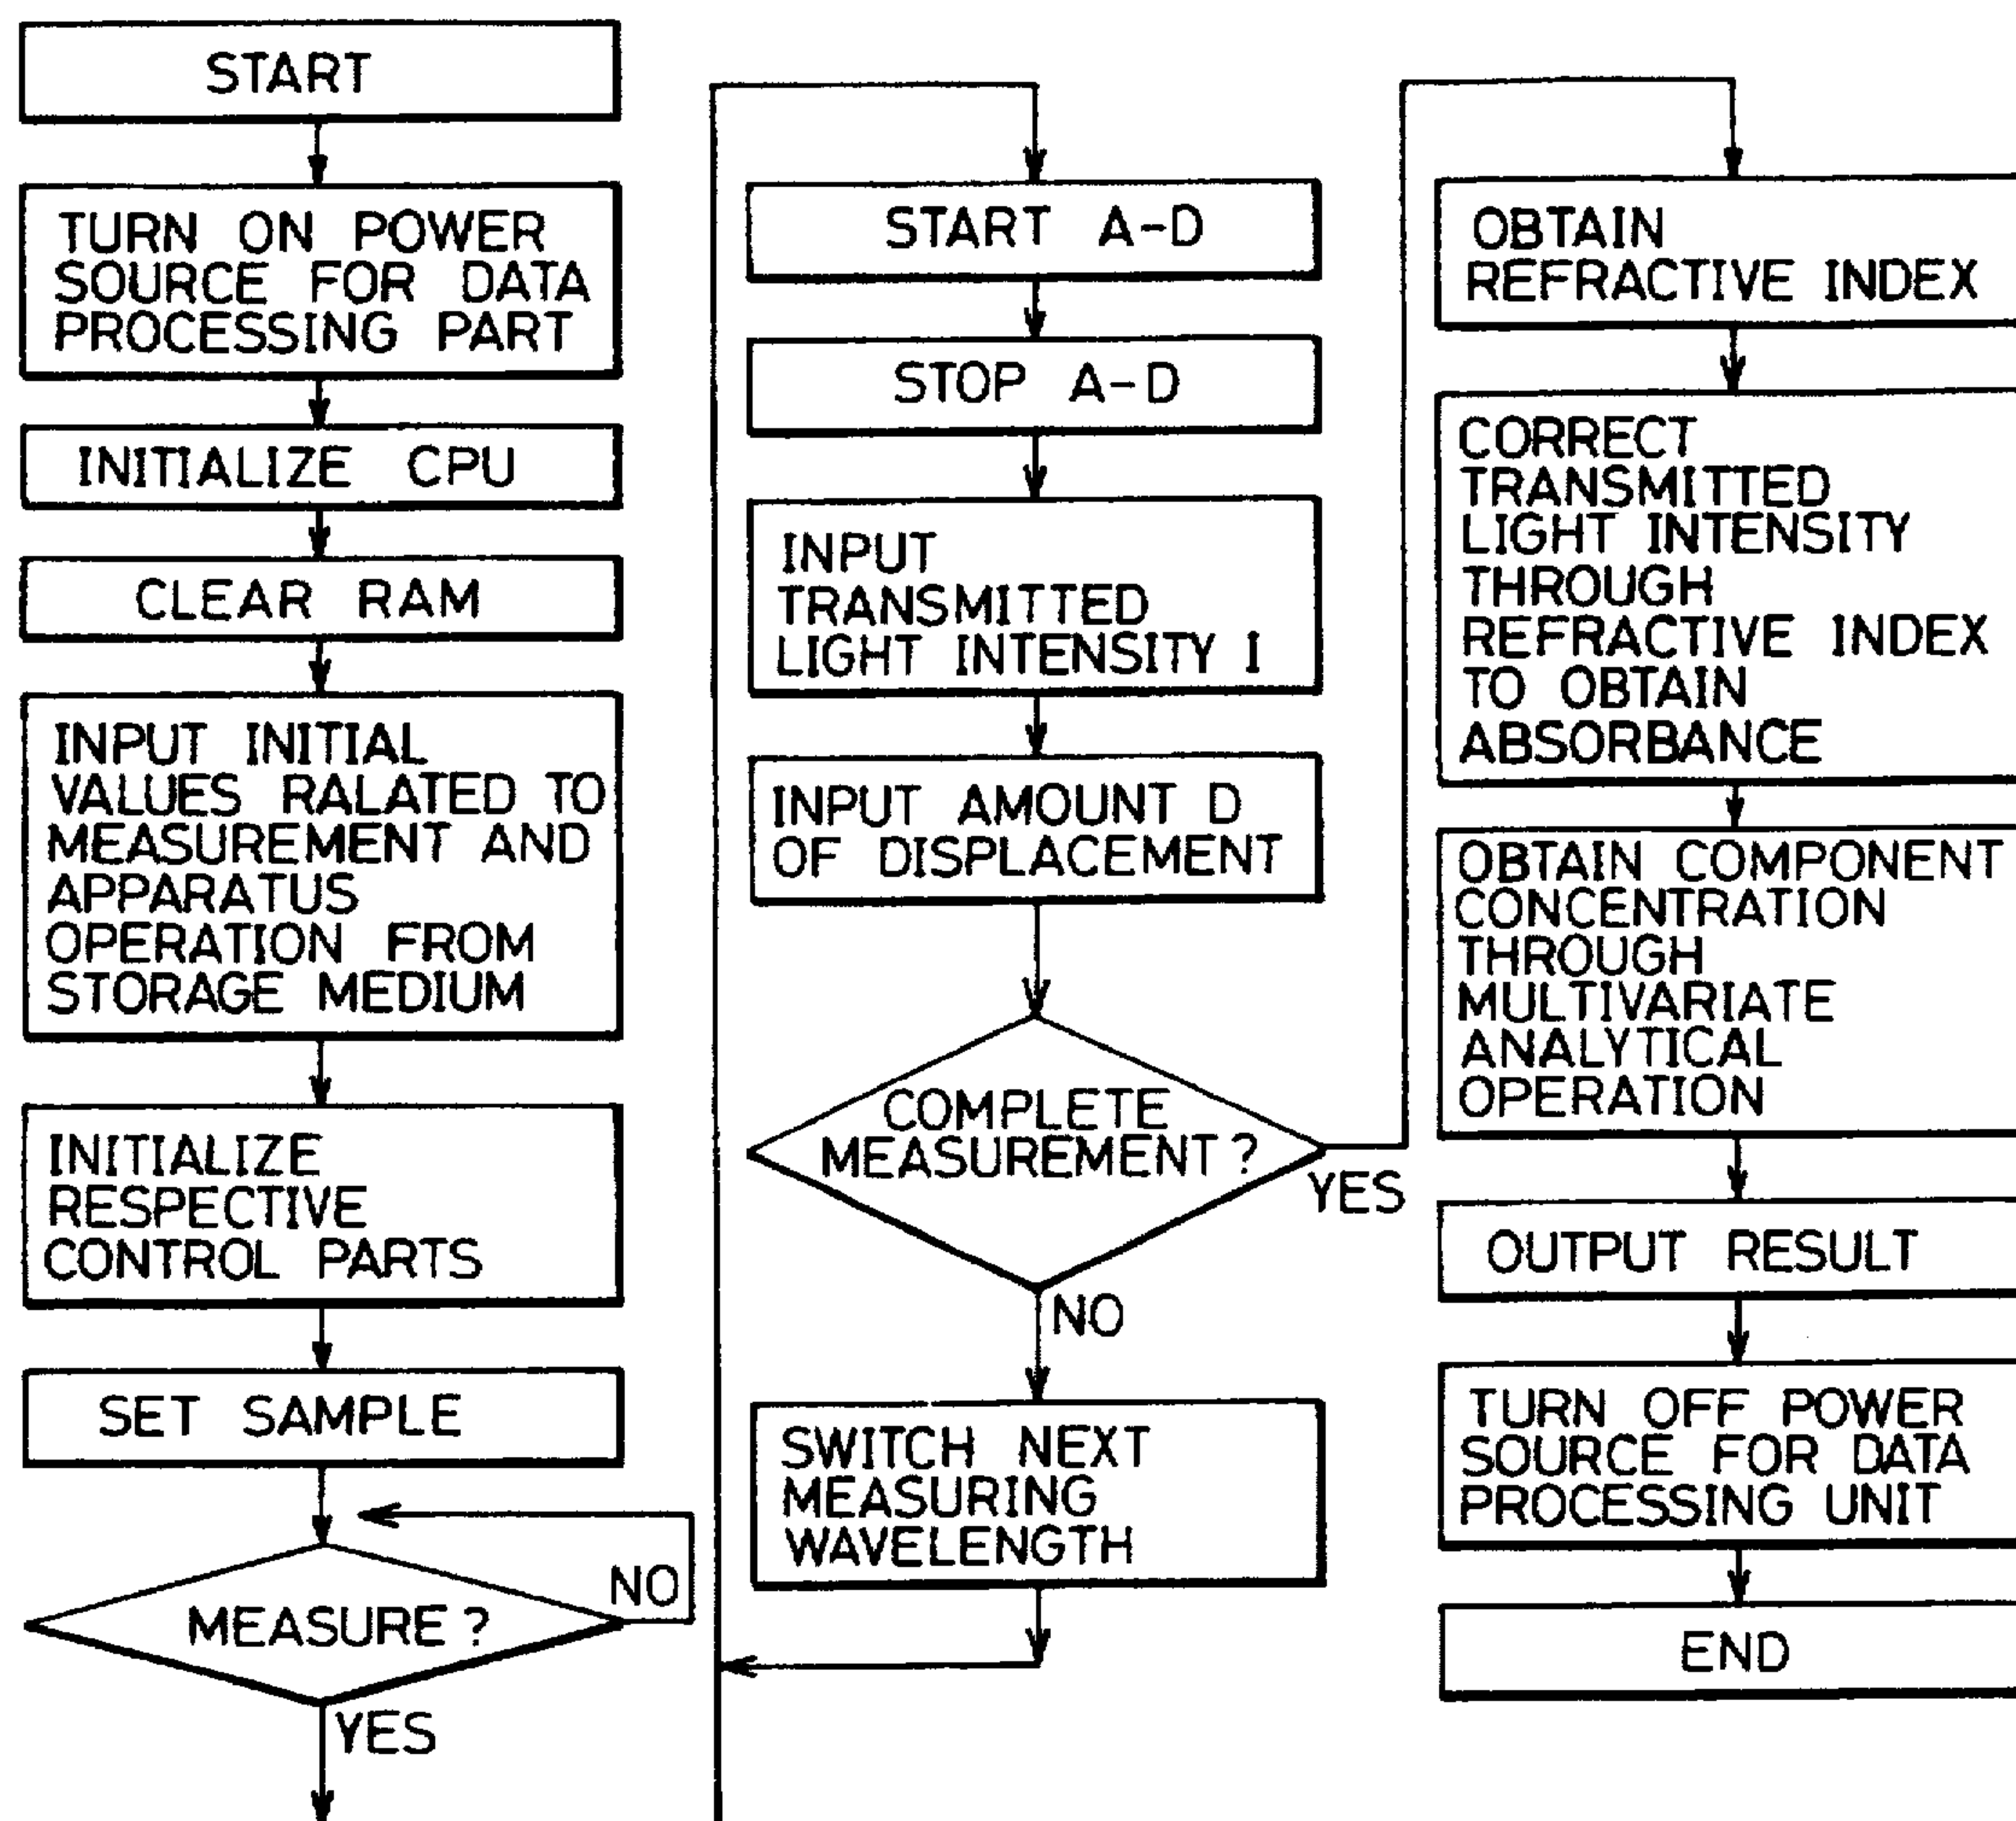 START
TURN ON POWER
SOURCE FOR DATA
PROCESSING PART
INITIALIZE CPU
CLEAR RAM
INPUT INITIAL
VALUES RALATED TO
MEASUREMENT AND
APPARATUS
OPERATION FROM
STORAGE MEDIUM
INITIALIZE
RESPECTIVE
CONTROL PARTS
SET SAMPLE
NO
MEASURE ?
YES
START A-D
STOP A-D
INPUT
TRANSMITTED
LIGHT INTENSITY I
INPUT AMOUNT D
OF DISPLACEMENT
COMPLETE
MEASUREMENT ?
YES
NO
SWITCH NEXT
MEASURING
WAVELENGTH
OBTAIN
REFRACTIVE INDEX
CORRECT
TRANSMITTED
LIGHT INTENSITY
THROUGH
REFRACTIVE INDEX
TO OBTAIN
ABSORBANCE
OBTAIN COMPONENT
CONCENTRATION
THROUGH
MULTIVARIATE
ANALYTICAL
OPERATION
OUTPUT RESULT
TURN OFF POWER
SOURCE FOR DATA
PROCESSING UNIT
END